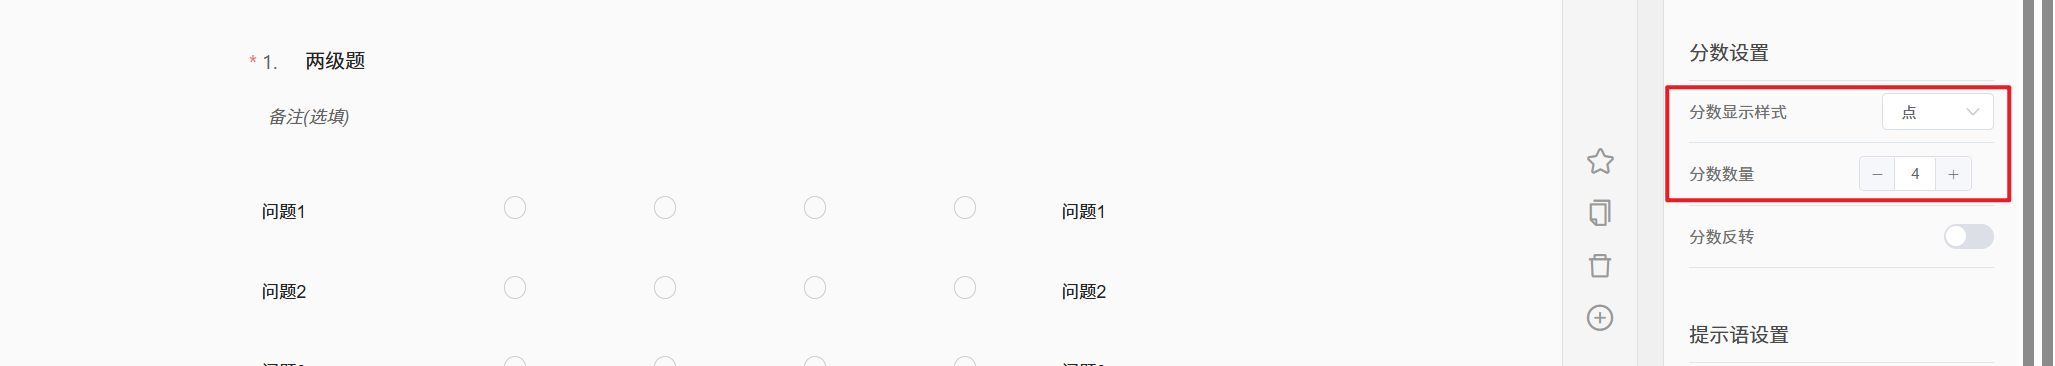 * 1. 两级题
备注(选填)
问题1 问题1
问题2 问题2
分数设置
分数显示样式 点
分数数量 − 4 +
分数反转
提示语设置